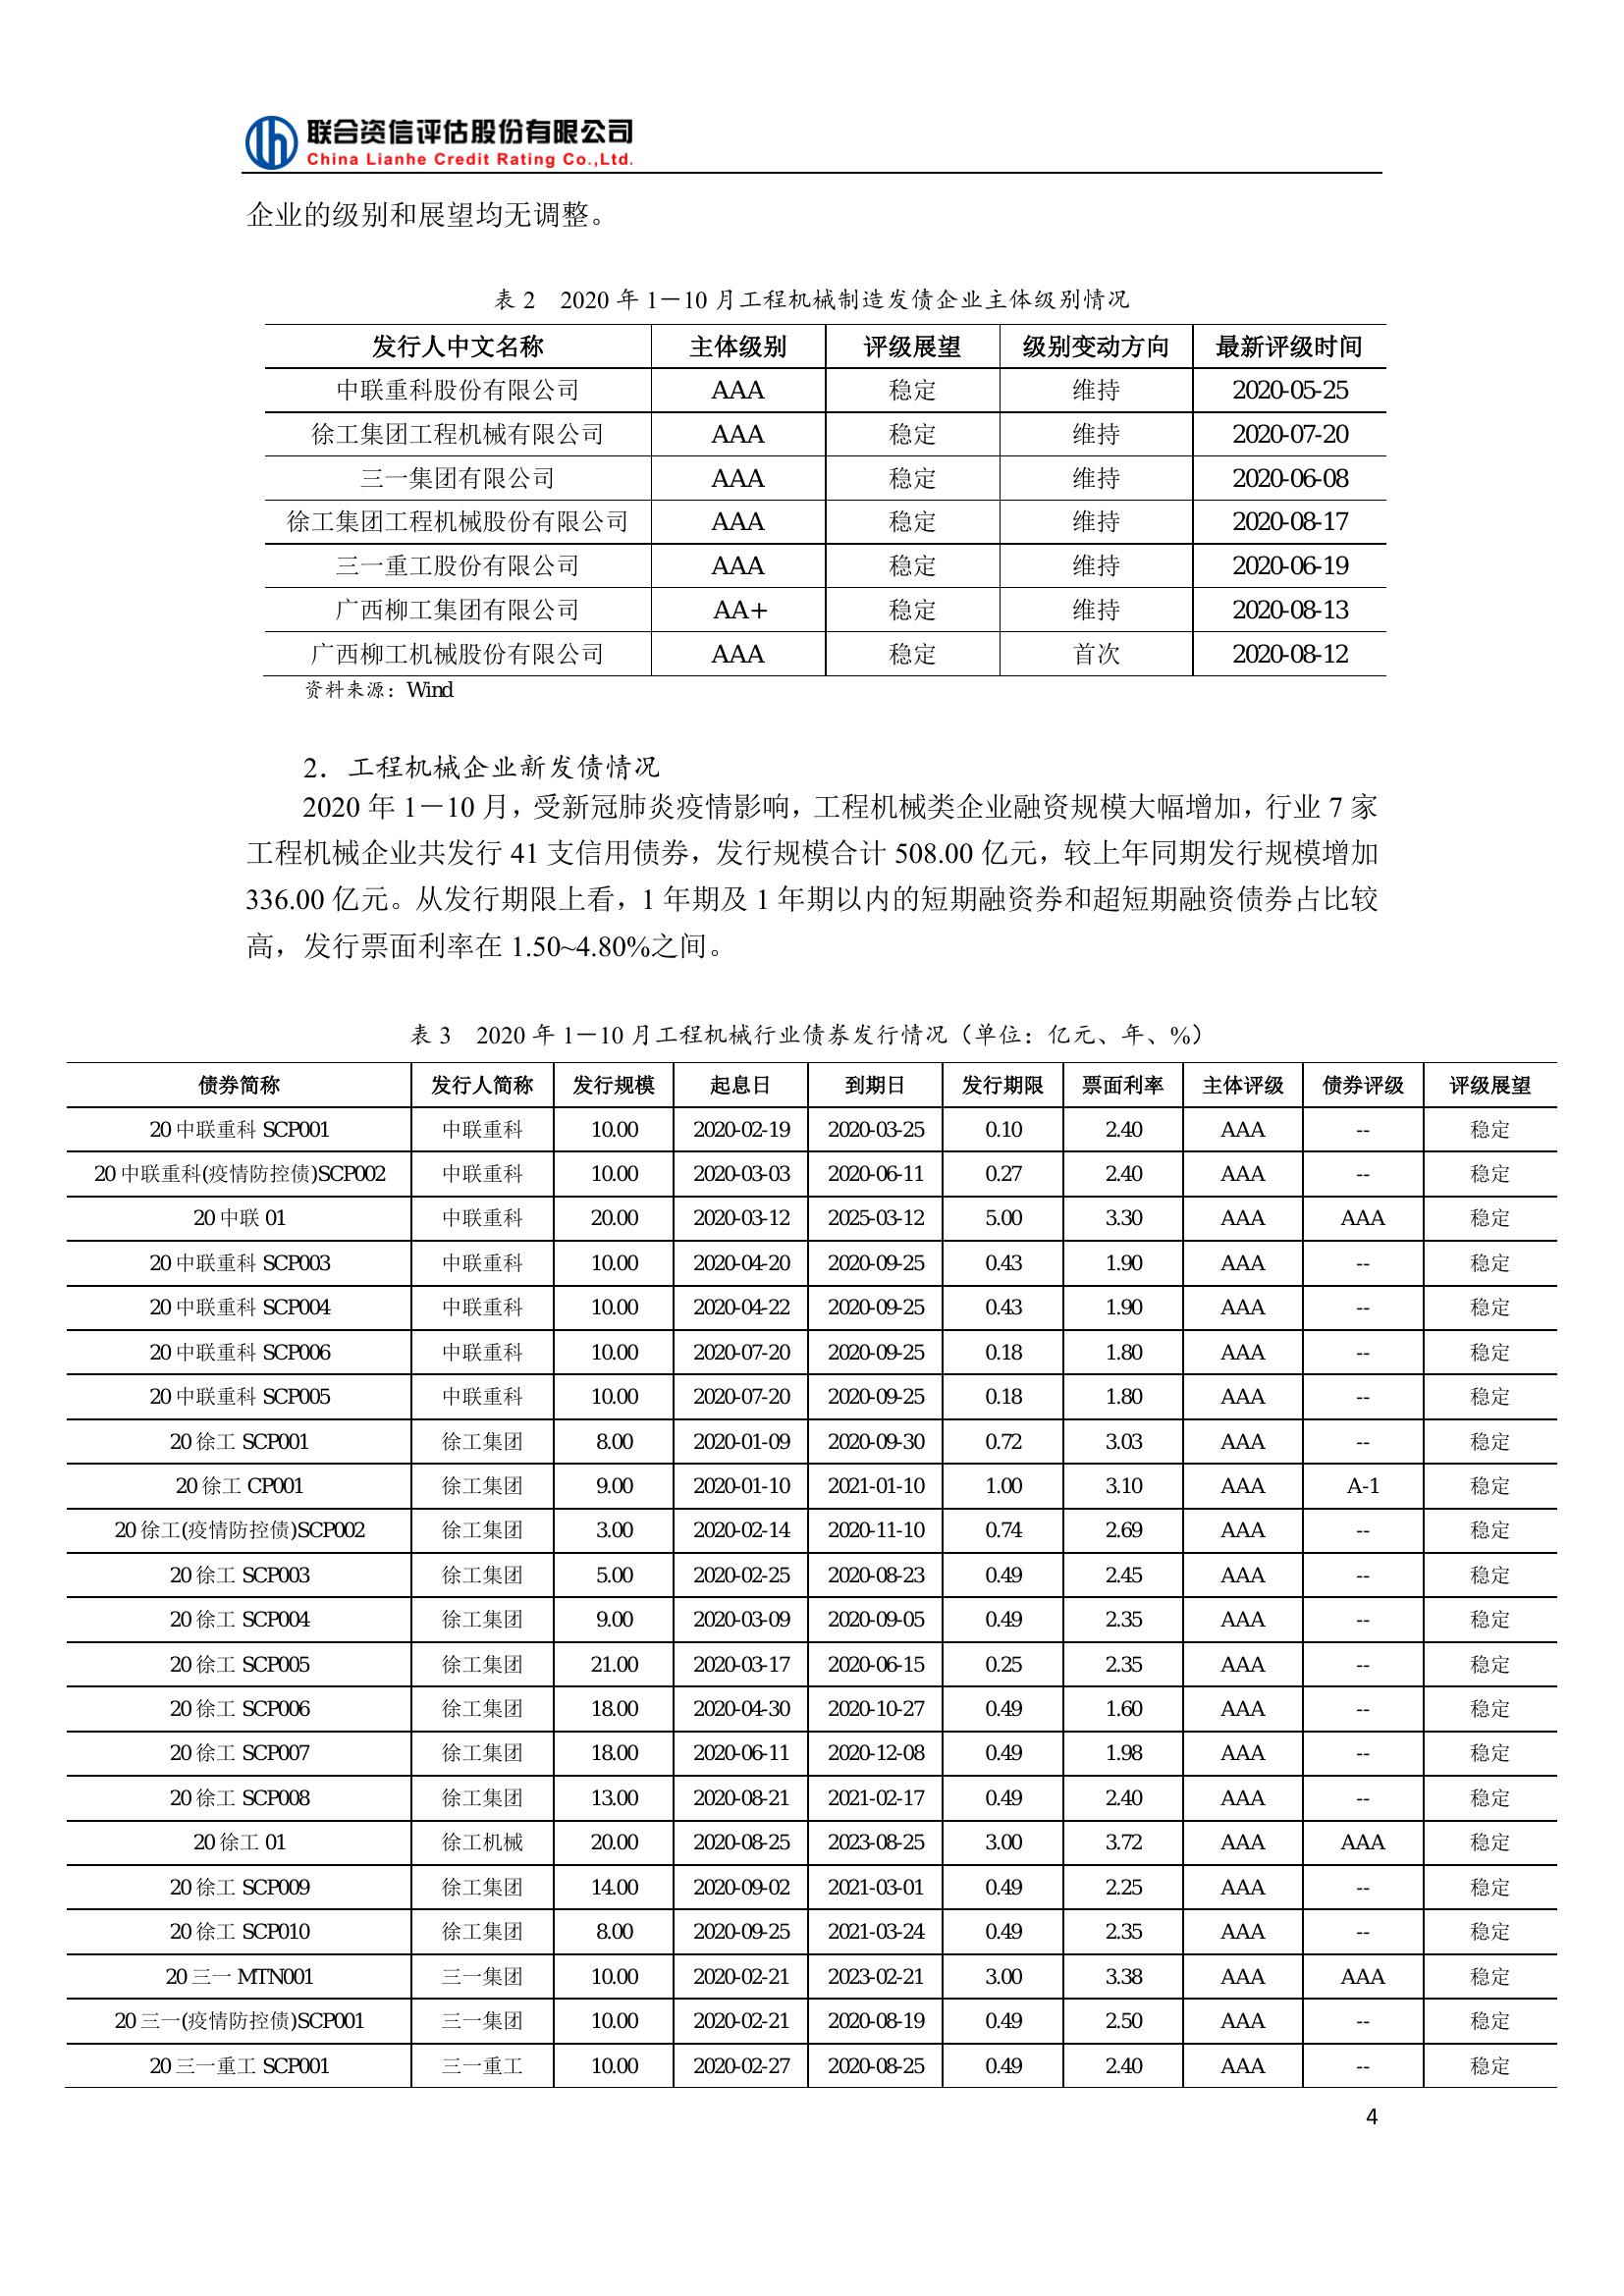 联合资信评估股份有限公司
China Lianhe Credit Rating Co.,Ltd.
企业的级别和展望均无调整。
表 2 2020 年 1－10 月工程机械制造发债企业主体级别情况
发行人中文名称 主体级别 评级展望 级别变动方向 最新评级时间
中联重科股份有限公司 AAA 稳定 维持 2020-05-25
徐工集团工程机械有限公司 AAA 稳定 维持 2020-07-20
三一集团有限公司 AAA 稳定 维持 2020-06-08
徐工集团工程机械股份有限公司 AAA 稳定 维持 2020-08-17
三一重工股份有限公司 AAA 稳定 维持 2020-06-19
广西柳工集团有限公司 AA+ 稳定 维持 2020-08-13
广西柳工机械股份有限公司 AAA 稳定 首次 2020-08-12
资料来源：Wind
2．工程机械企业新发债情况
2020 年 1－10 月，受新冠肺炎疫情影响，工程机械类企业融资规模大幅增加，行业 7 家
工程机械企业共发行 41 支信用债券，发行规模合计 508.00 亿元，较上年同期发行规模增加
336.00 亿元。从发行期限上看，1 年期及 1 年期以内的短期融资券和超短期融资债券占比较
高，发行票面利率在 1.50~4.80%之间。
表 3 2020 年 1－10 月工程机械行业债券发行情况（单位：亿元、年、%）
债券简称 发行人简称 发行规模 起息日 到期日 发行期限 票面利率 主体评级 债券评级 评级展望
20 中联重科 SCP001 中联重科 10.00 2020-02-19 2020-03-25 0.10 2.40 AAA -- 稳定
20 中联重科(疫情防控债)SCP002 中联重科 10.00 2020-03-03 2020-06-11 0.27 2.40 AAA -- 稳定
20 中联 01 中联重科 20.00 2020-03-12 2025-03-12 5.00 3.30 AAA AAA 稳定
20 中联重科 SCP003 中联重科 10.00 2020-04-20 2020-09-25 0.43 1.90 AAA -- 稳定
20 中联重科 SCP004 中联重科 10.00 2020-04-22 2020-09-25 0.43 1.90 AAA -- 稳定
20 中联重科 SCP006 中联重科 10.00 2020-07-20 2020-09-25 0.18 1.80 AAA -- 稳定
20 中联重科 SCP005 中联重科 10.00 2020-07-20 2020-09-25 0.18 1.80 AAA -- 稳定
20 徐工 SCP001 徐工集团 8.00 2020-01-09 2020-09-30 0.72 3.03 AAA -- 稳定
20 徐工 CP001 徐工集团 9.00 2020-01-10 2021-01-10 1.00 3.10 AAA A-1 稳定
20 徐工(疫情防控债)SCP002 徐工集团 3.00 2020-02-14 2020-11-10 0.74 2.69 AAA -- 稳定
20 徐工 SCP003 徐工集团 5.00 2020-02-25 2020-08-23 0.49 2.45 AAA -- 稳定
20 徐工 SCP004 徐工集团 9.00 2020-03-09 2020-09-05 0.49 2.35 AAA -- 稳定
20 徐工 SCP005 徐工集团 21.00 2020-03-17 2020-06-15 0.25 2.35 AAA -- 稳定
20 徐工 SCP006 徐工集团 18.00 2020-04-30 2020-10-27 0.49 1.60 AAA -- 稳定
20 徐工 SCP007 徐工集团 18.00 2020-06-11 2020-12-08 0.49 1.98 AAA -- 稳定
20 徐工 SCP008 徐工集团 13.00 2020-08-21 2021-02-17 0.49 2.40 AAA -- 稳定
20 徐工 01 徐工机械 20.00 2020-08-25 2023-08-25 3.00 3.72 AAA AAA 稳定
20 徐工 SCP009 徐工集团 14.00 2020-09-02 2021-03-01 0.49 2.25 AAA -- 稳定
20 徐工 SCP010 徐工集团 8.00 2020-09-25 2021-03-24 0.49 2.35 AAA -- 稳定
20 三一 MTN001 三一集团 10.00 2020-02-21 2023-02-21 3.00 3.38 AAA AAA 稳定
20 三一(疫情防控债)SCP001 三一集团 10.00 2020-02-21 2020-08-19 0.49 2.50 AAA -- 稳定
20 三一重工 SCP001 三一重工 10.00 2020-02-27 2020-08-25 0.49 2.40 AAA -- 稳定
4